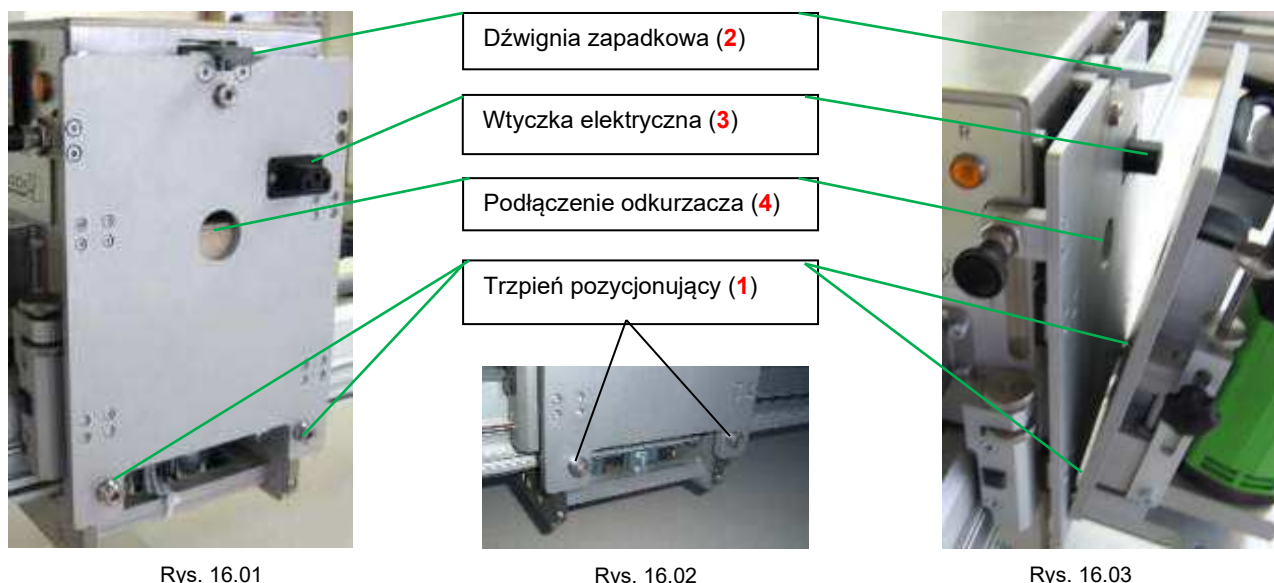 Dźwignia zapadkowa (2)
Wtyczka elektryczna (3)
Podłączenie odkurzacza (4)
Trzpień pozycjonujący (1)
Rys. 16.01
Rys. 16.02
Rys. 16.03